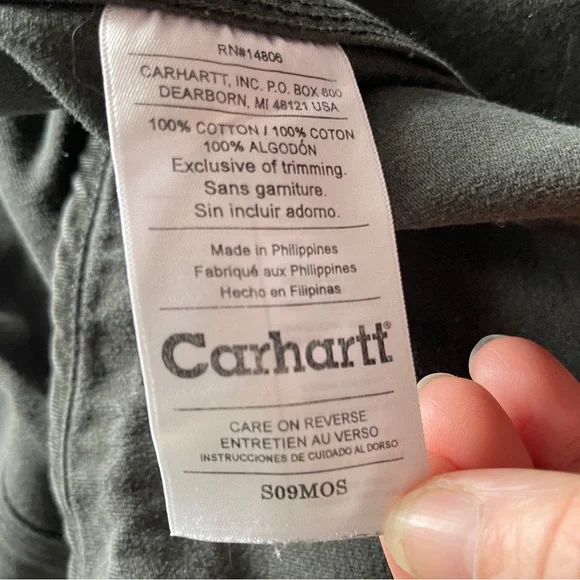 RN#14806
CARHARTT, INC. P.O. BOX 600
DEARBORN, MI 48121 USA
100% COTTON / 100% COTON
100% ALGODÓN
Exclusive of trimming.
Sans garniture.
Sin incluir adorno.
Made in Philippines
Fabriqué aux Philippines
Hecho en Filipinas
Carhartt®
CARE ON REVERSE
ENTRETIEN AU VERSO
INSTRUCCIONES DE CUIDADO AL DORSO
S09MOS